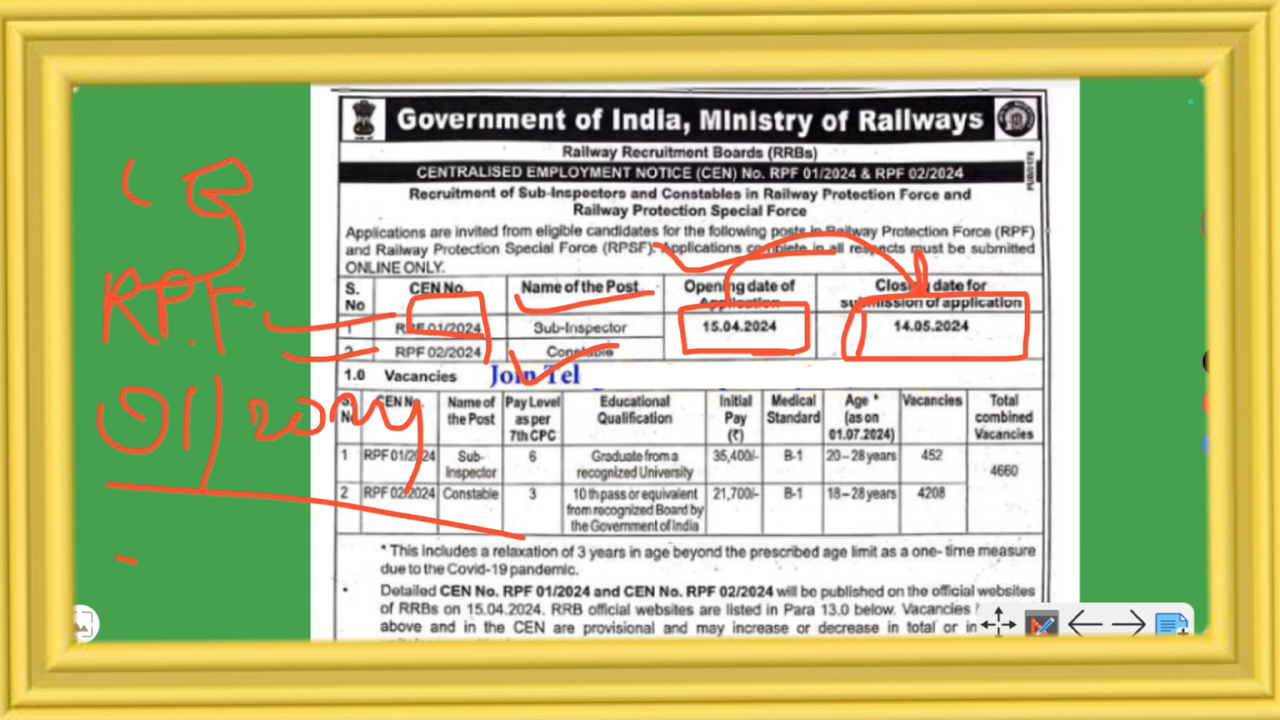 Government of India, Ministry of Railways
Railway Recruitment Boards (RRBs)
CENTRALISED EMPLOYMENT NOTICE (CEN) No. RPF 01/2024 & RPF 02/2024
PUB/0178
Recruitment of Sub-Inspectors and Constables in Railway Protection Force and
Railway Protection Special Force
Applications are invited from eligible candidates for the following posts in Railway Protection Force (RPF)
and Railway Protection Special Force (RPSF). Applications complete in all respects must be submitted
ONLINE ONLY.
S. No CEN No. Name of the Post Opening date of Application Closing date for submission of application
1 RPF 01/2024 Sub-Inspector 15.04.2024 14.05.2024
2 RPF 02/2024 Constable
1.0 Vacancies Join Tel
S. No CEN No. Name of the Post Pay Level as per 7th CPC Educational Qualification Initial Pay (₹) Medical Standard Age * (as on 01.07.2024) Vacancies Total combined Vacancies
1 RPF 01/2024 Sub-Inspector 6 Graduate from a recognized University 35,400/- B-1 20-28 years 452 4660
2 RPF 02/2024 Constable 3 10th pass or equivalent from recognized Board by the Government of India 21,700/- B-1 18-28 years 4208
* This includes a relaxation of 3 years in age beyond the prescribed age limit as a one-time measure
due to the Covid-19 pandemic.
• Detailed CEN No. RPF 01/2024 and CEN No. RPF 02/2024 will be published on the official websites
of RRBs on 15.04.2024. RRB official websites are listed in Para 13.0 below. Vacancies
above and in the CEN are provisional and may increase or decrease in total or in
RPF
01/2024